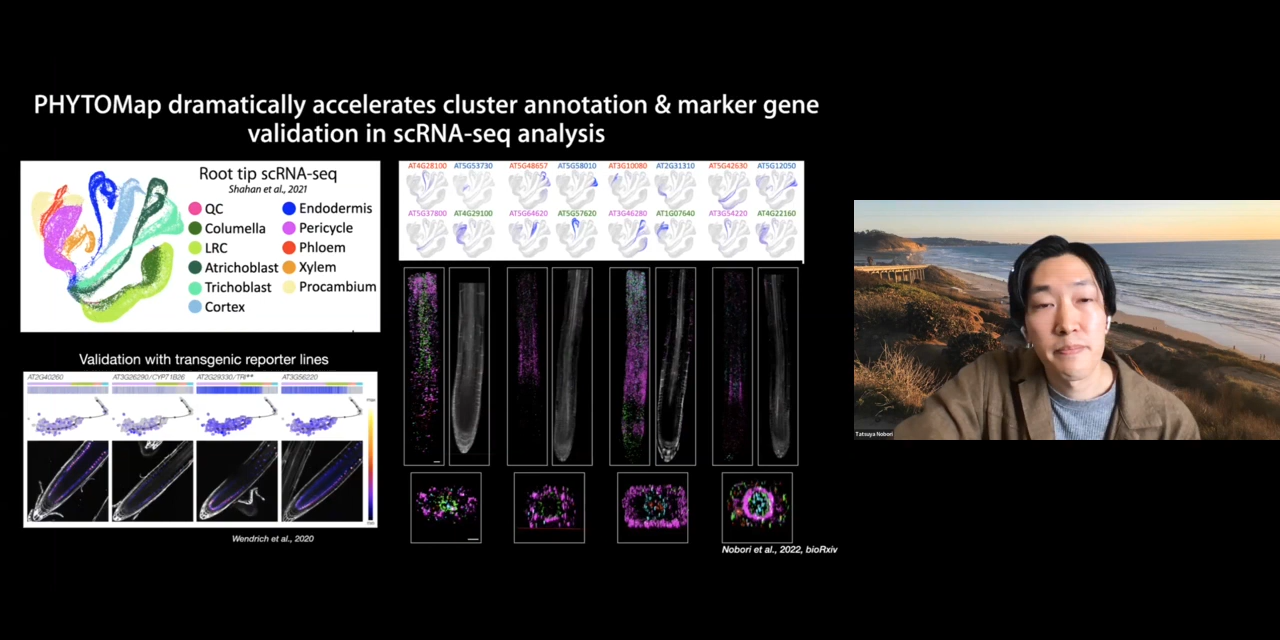 PHYTOMap dramatically accelerates cluster annotation & marker gene
validation in scRNA-seq analysis
Root tip scRNA-seq
Shahan et al., 2021
QC
Columella
LRC
Atrichoblast
Trichoblast
Cortex
Endodermis
Pericycle
Phloem
Xylem
Procambium
AT4G28100 AT5G53730 AT5G48657 AT5G58010 AT3G10080 AT2G31310 AT5G42630 AT5G12050
AT5G37800 AT4G29100 AT5G64620 AT5G57620 AT3G46280 AT1G07640 AT3G54220 AT4G22160
Validation with transgenic reporter lines
AT2G40260 AT3G26290/CYP71B26 AT2G29330/TRI** AT3G56220
max
min
Wendrich et al., 2020
Nobori et al., 2022, bioRxiv
Tatsuya Nobori